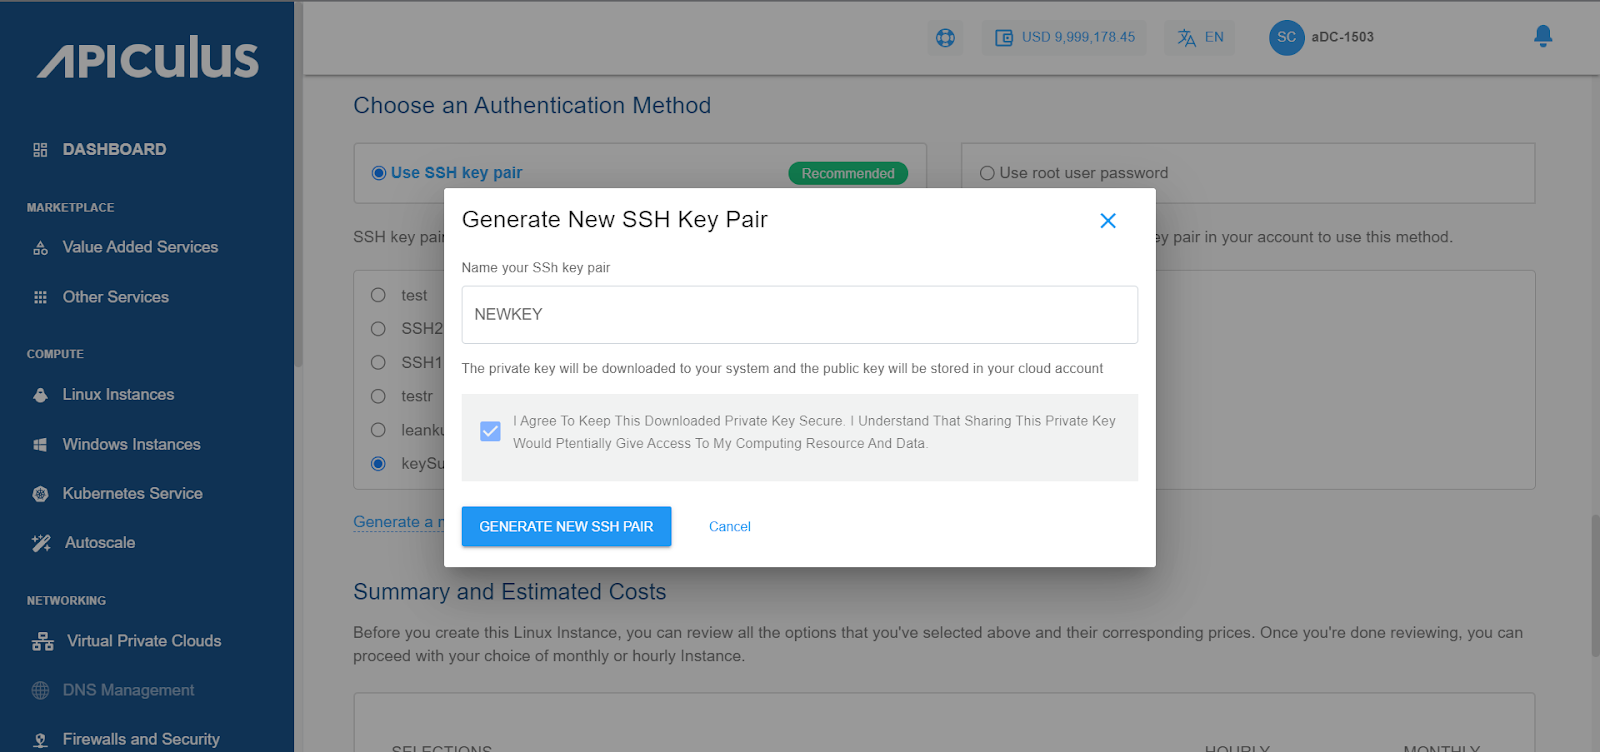 APICULUS
USD 9,999,178.45
EN
SC
aDC-1503
DASHBOARD
MARKETPLACE
Value Added Services
Other Services
COMPUTE
Linux Instances
Windows Instances
Kubernetes Service
Autoscale
NETWORKING
Virtual Private Clouds
DNS Management
Firewalls and Security
Choose an Authentication Method
Use SSH key pair
Recommended
Use root user password
SSH key pair in your account to use this method.
test
SSH2
SSH1
testr
Generate a
Generate New SSH Key Pair
Name your SSh key pair
NEWKEY
The private key will be downloaded to your system and the public key will be stored in your cloud account
I Agree To Keep This Downloaded Private Key Secure. I Understand That Sharing This Private Key
Would Ptentially Give Access To My Computing Resource And Data.
GENERATE NEW SSH PAIR
Cancel
Summary and Estimated Costs
Before you create this Linux Instance, you can review all the options that you've selected above and their corresponding prices. Once you're done reviewing, you can
proceed with your choice of monthly or hourly Instance.
SELECTIONS
HOURLY
MONTHLY